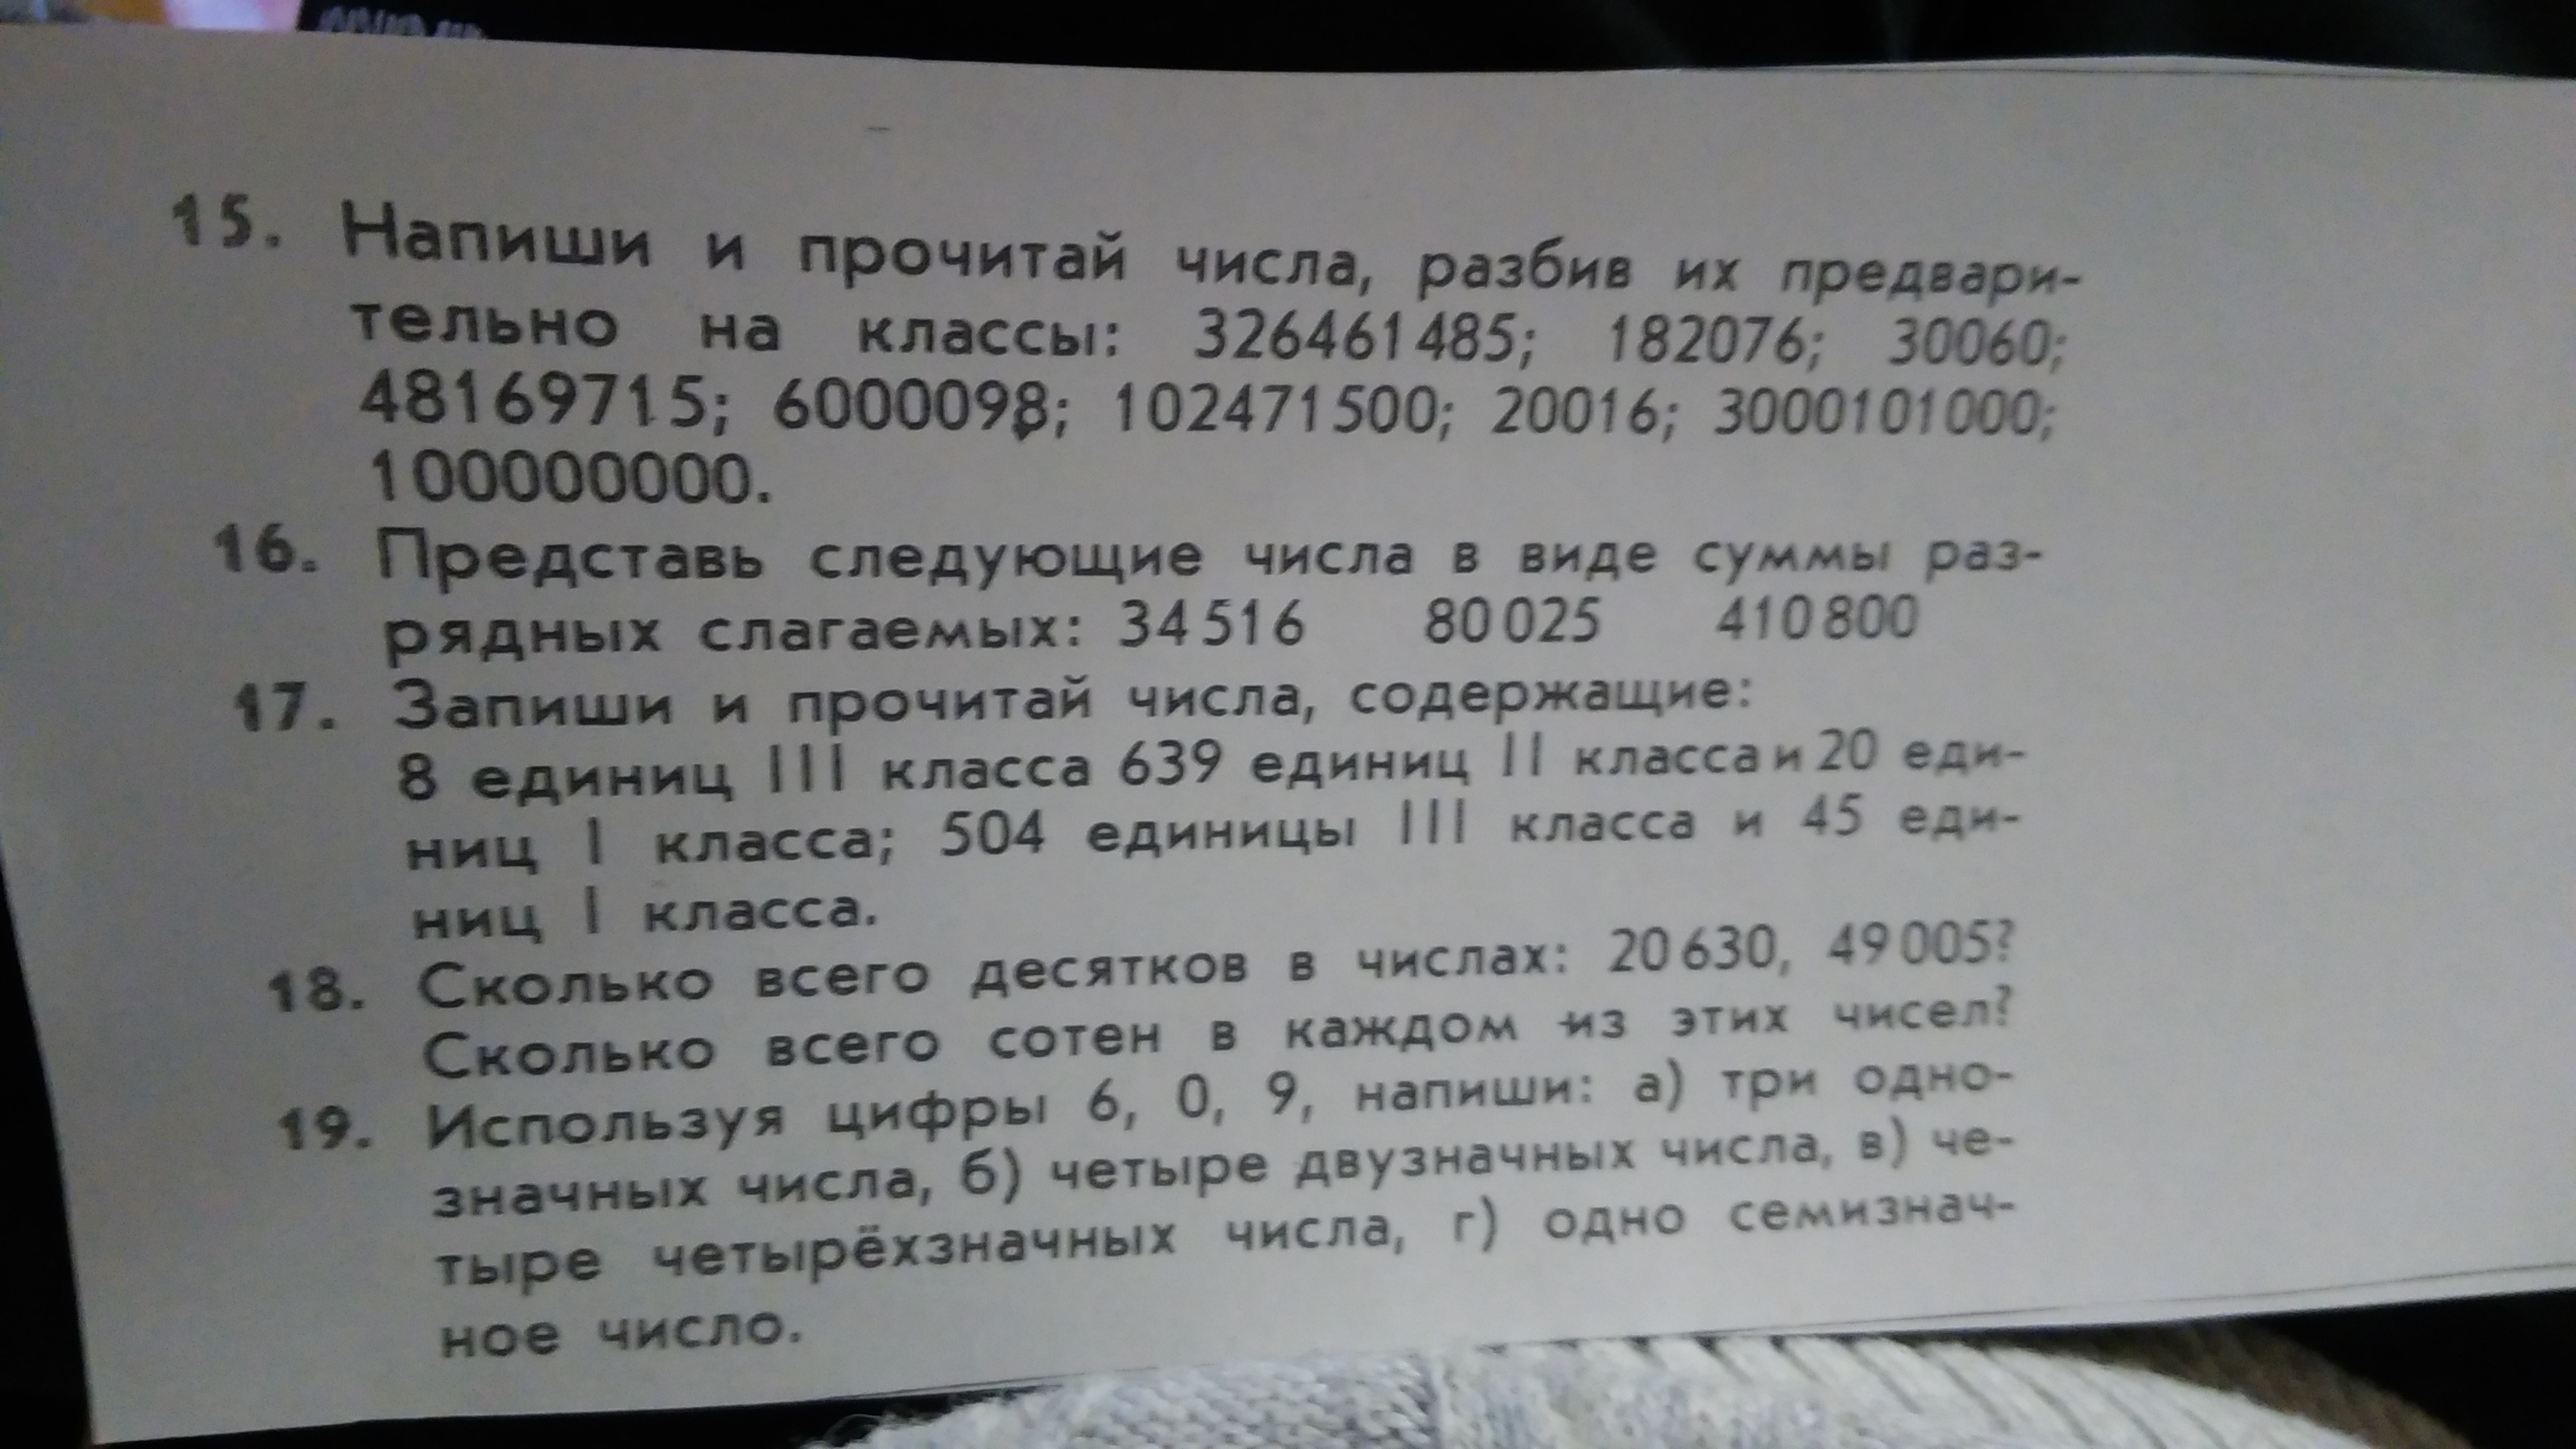 15. Напиши и прочитай числа, разбив их предвари-
тельно на классы: 326461485; 182076; 30060;
48169715; 6000098; 102471500; 20016; 3000101000;
100000000.
16. Представь следующие числа в виде суммы раз-
рядных слагаемых: 34516 80025 410800
17. Запиши и прочитай числа, содержащие:
8 единиц III класса 639 единиц II класса и 20 еди-
ниц I класса; 504 единицы III класса и 45 еди-
ниц I класса.
18. Сколько всего десятков в числах: 20630, 49005?
Сколько всего сотен в каждом из этих чисел?
19. Используя цифры 6, 0, 9, напиши: а) три одно-
значных числа, б) четыре двузначных числа, в) че-
тыре четырёхзначных числа, г) одно семизнач-
ное число.